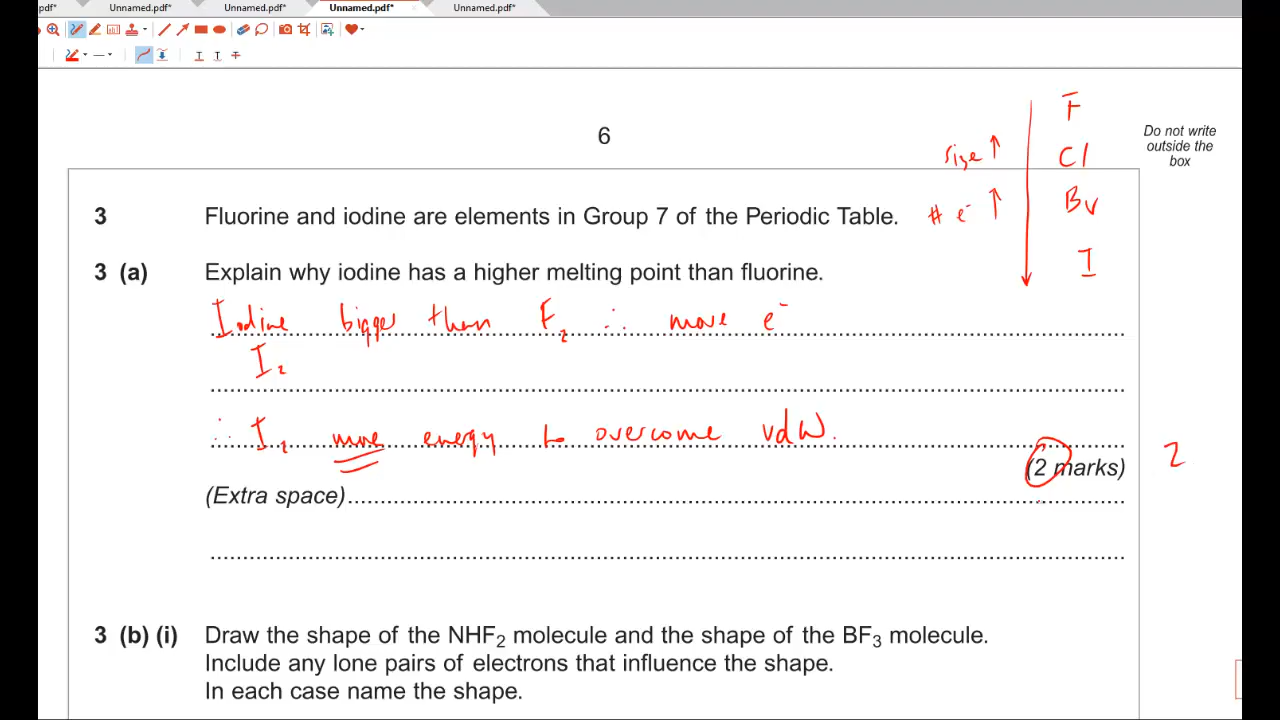 pdf*
Unnamed.pdf*
Unnamed.pdf*
Unnamed.pdf*
Unnamed.pdf*
6
Do not write
outside the
box
F
size ↑ Cl
# e⁻ ↑ Br
I
3 Fluorine and iodine are elements in Group 7 of the Periodic Table.
3 (a) Explain why iodine has a higher melting point than fluorine.
Iodine bigger than F₂ ∴ more e⁻
I₂
∴ I₂ more energy to overcome vdW.
(2 marks) 2
(Extra space)
3 (b) (i) Draw the shape of the NHF₂ molecule and the shape of the BF₃ molecule.
Include any lone pairs of electrons that influence the shape.
In each case name the shape.